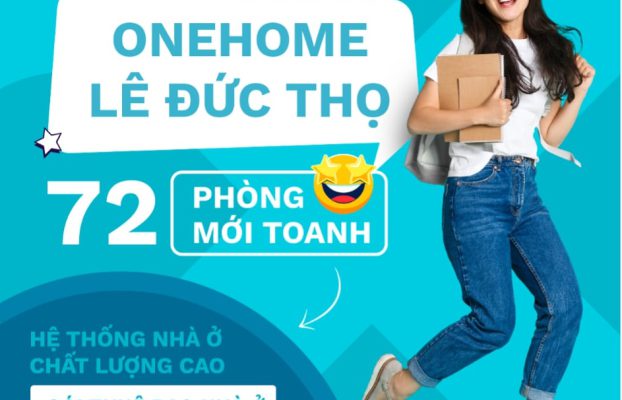 ONEHOME
LÊ ĐỨC THỌ
72
PHÒNG
MỚI TOANH
HỆ THỐNG NHÀ Ở
CHẤT LƯỢNG CAO